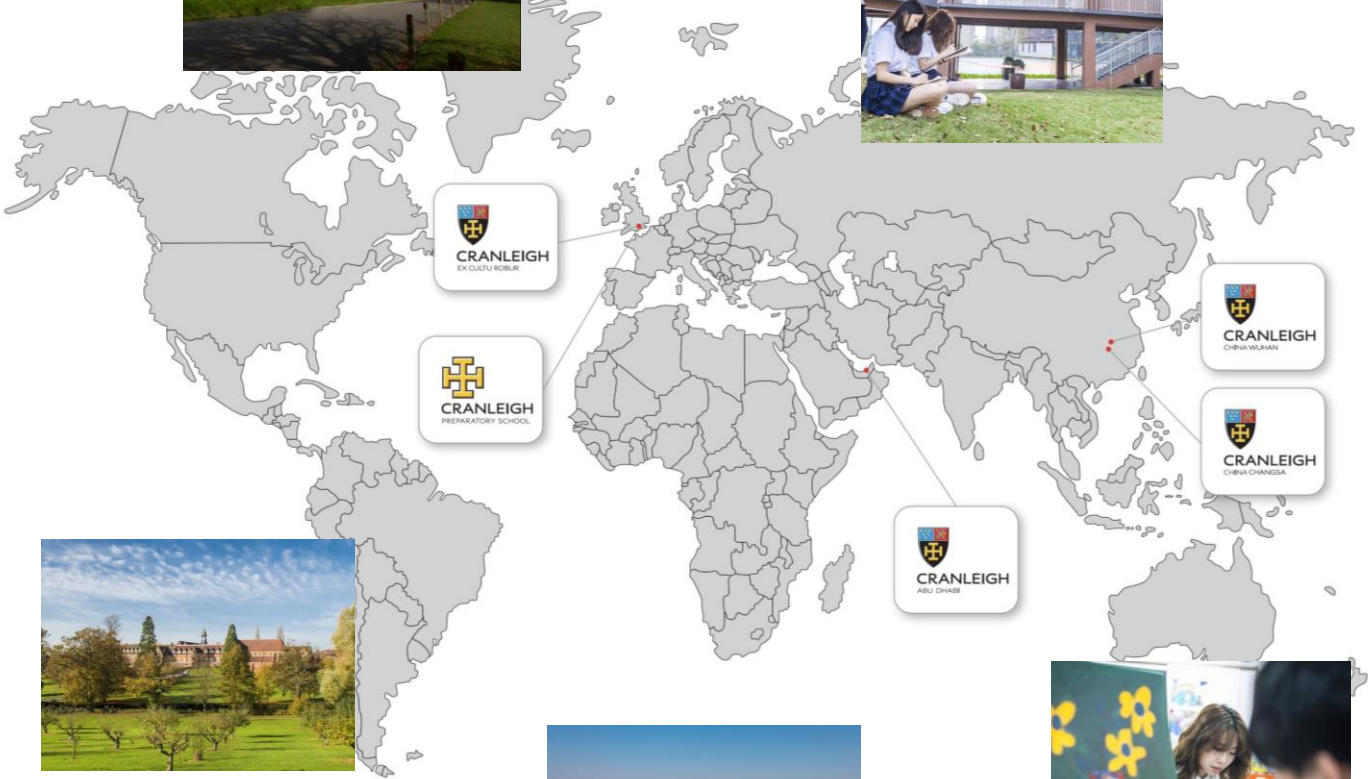 CRANLEIGH
EX CULTU ROBUR
CRANLEIGH
PREPARATORY SCHOOL
CRANLEIGH
CHINA WUHAN
CRANLEIGH
CHINA CHANGSA
CRANLEIGH
ABU DHABI